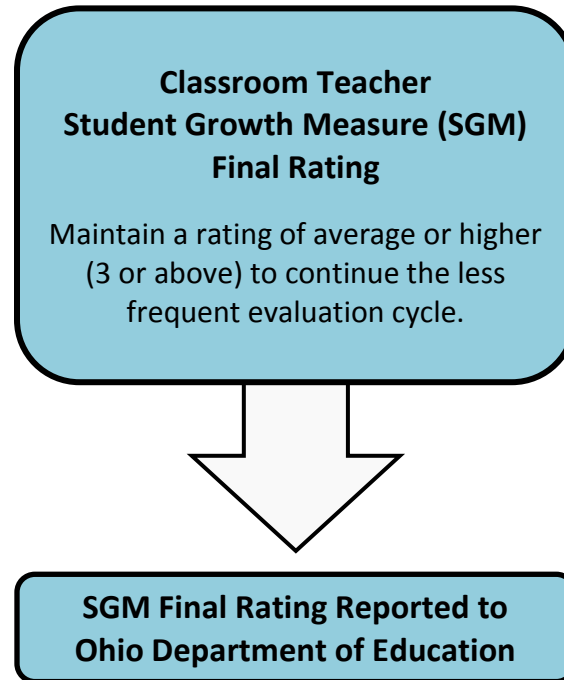 Classroom Teacher
Student Growth Measure (SGM)
Final Rating
Maintain a rating of average or higher
(3 or above) to continue the less
frequent evaluation cycle.
SGM Final Rating Reported to
Ohio Department of Education